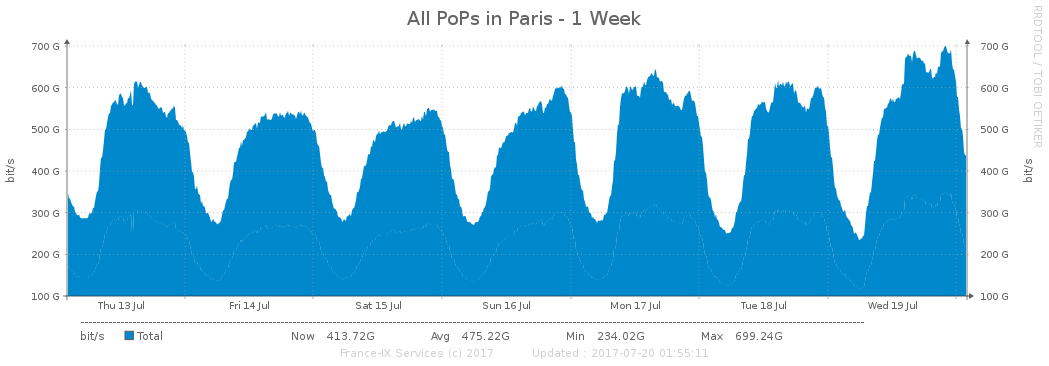 All PoPs in Paris - 1 Week
RRDTOOL / TOBI OETIKER
700 G 700 G
600 G 600 G
500 G 500 G
400 G 400 G
300 G 300 G
200 G 200 G
100 G 100 G
bit/s bit/s
Thu 13 Jul Fri 14 Jul Sat 15 Jul Sun 16 Jul Mon 17 Jul Tue 18 Jul Wed 19 Jul
bit/s Total Now 413.72G Avg 475.22G Min 234.02G Max 699.24G
France-IX Services (c) 2017 Updated : 2017-07-20 01:55:11